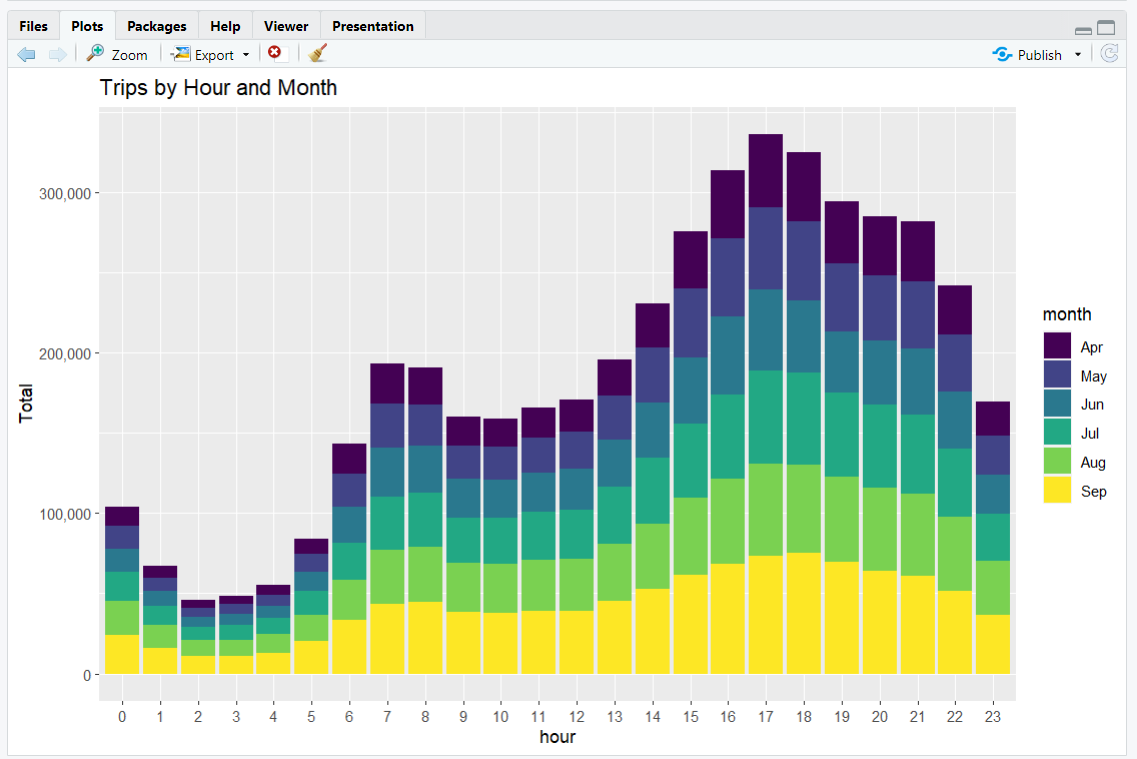 Files Plots Packages Help Viewer Presentation
Zoom Export Publish
Trips by Hour and Month
300,000
200,000
100,000
0
Total
0 1 2 3 4 5 6 7 8 9 10 11 12 13 14 15 16 17 18 19 20 21 22 23
hour
month
Apr
May
Jun
Jul
Aug
Sep